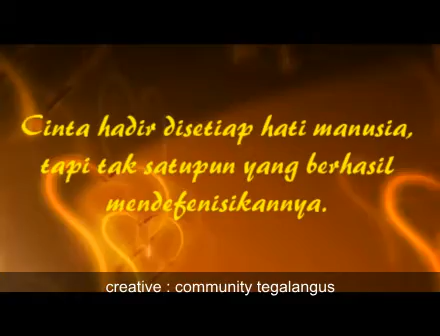 Cinta hadir disetiap hati manusia,
tapi tak satupun yang berhasil
mendefenisikannya.
creative : community tegalangus